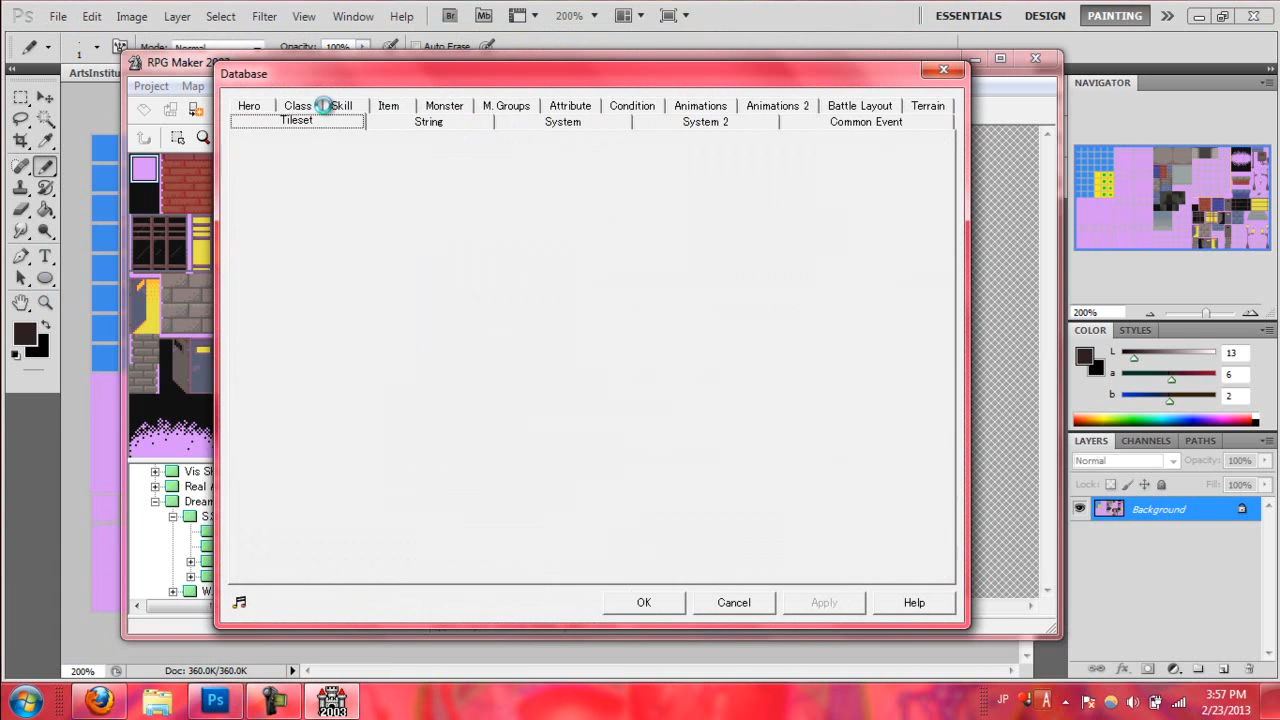 Ps File Edit Image Layer Select Filter View Window Help Br Mb 200% ESSENTIALS DESIGN PAINTING
1 Mode: Normal Opacity: 100% Auto Erase
ArtsInstitu
RPG Maker 2003
Project Map
Database
Hero Class Skill Item Monster M. Groups Attribute Condition Animations Animations 2 Battle Layout Terrain
Tileset String System System 2 Common Event
OK Cancel Apply Help
Vis Sh
Real
Dream
S.
W.
NAVIGATOR
200%
COLOR STYLES
L 13
a 6
b 2
LAYERS CHANNELS PATHS
Normal Opacity: 100%
Lock: Fill: 100%
Background
200% Doc: 360.0K/360.0K
Ps 2003 JP A 3:57 PM
2/23/2013